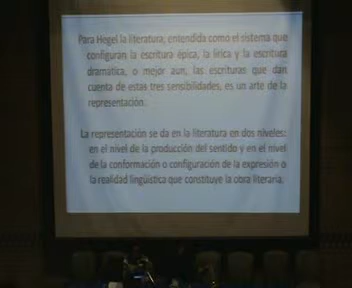 Para Hegel la literatura, entendida como el sistema que
configuran la escritura épica, la lírica y la escritura
dramática, o mejor aun, las escrituras que dan
cuenta de estas tres sensibilidades, es un arte de la
representación.
La representación se da en la literatura en dos niveles:
en el nivel de la producción del sentido y en el nivel
de la conformación o configuración de la expresión o
la realidad lingüística que constituye la obra literaria.